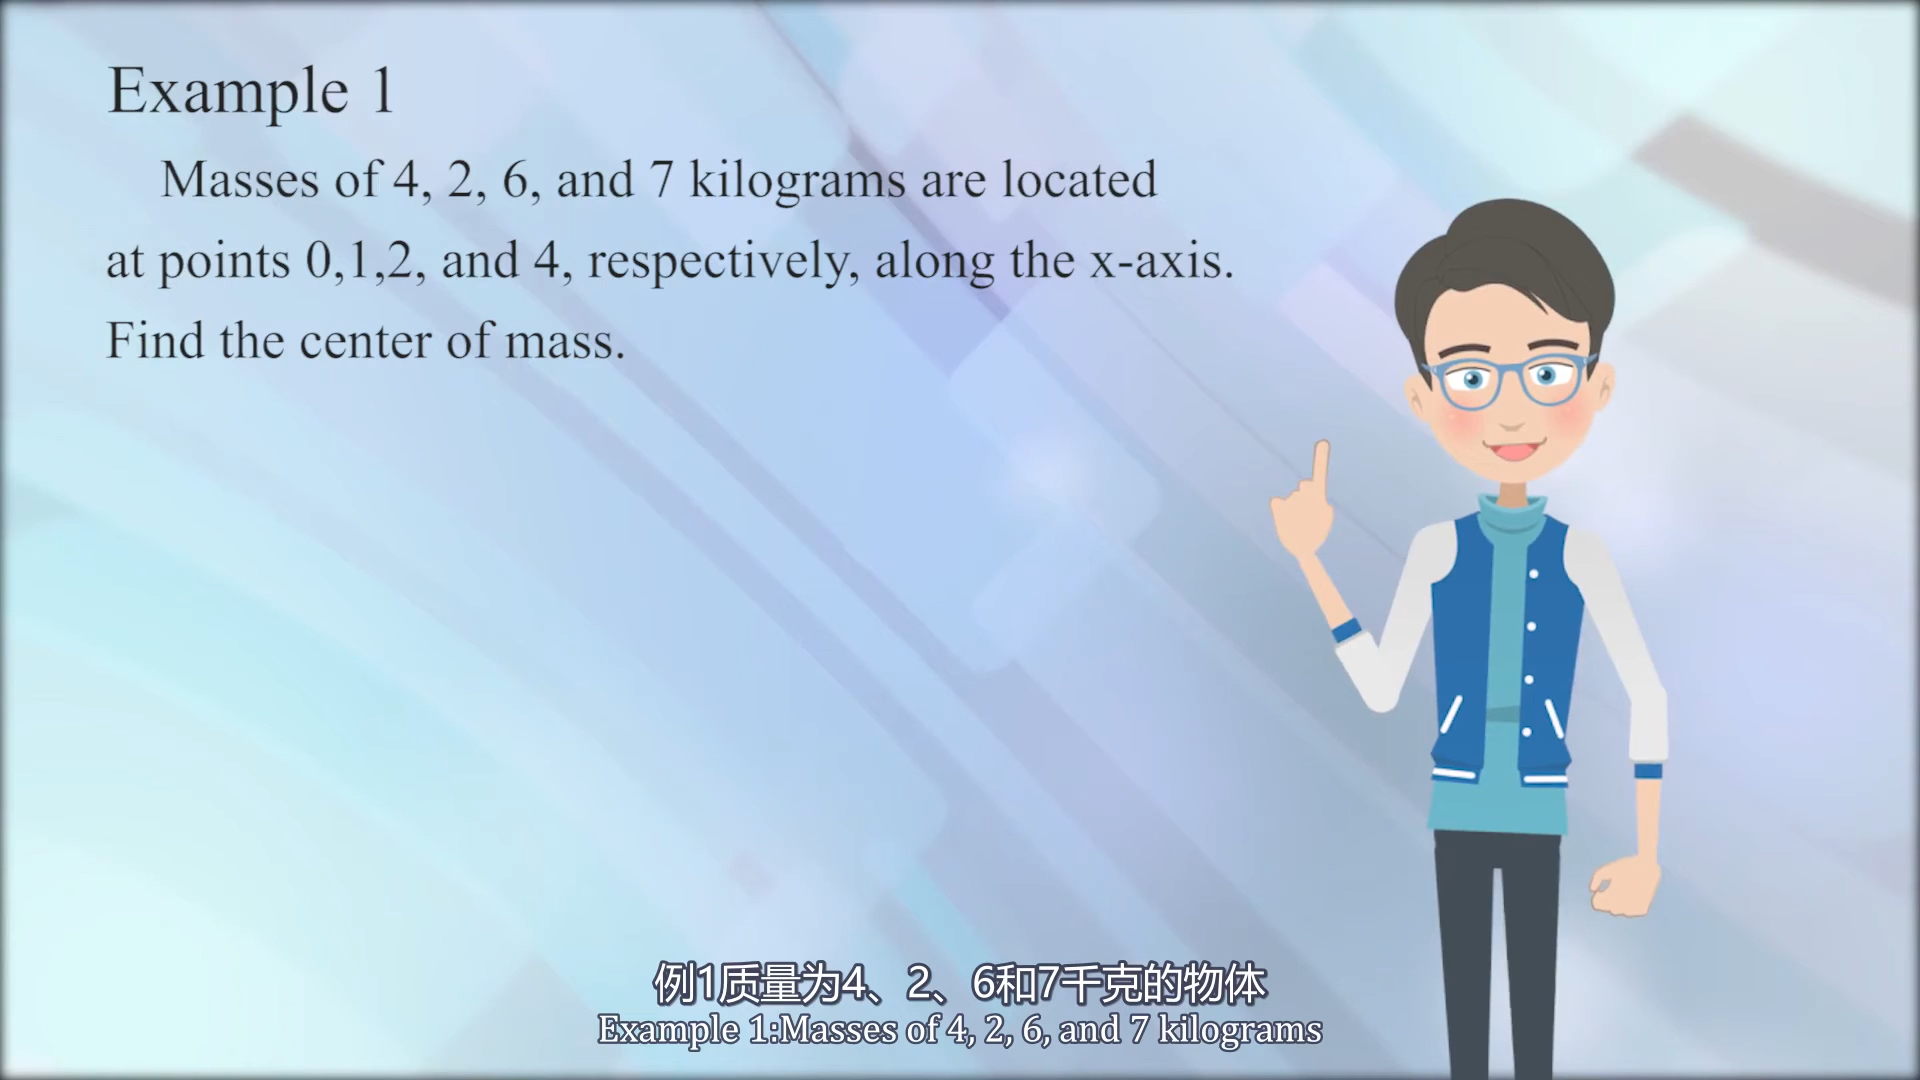 Example 1
Masses of 4, 2, 6, and 7 kilograms are located
at points 0,1,2, and 4, respectively, along the x-axis.
Find the center of mass.
例1质量为4、2、6和7千克的物体
Example 1:Masses of 4, 2, 6, and 7 kilograms